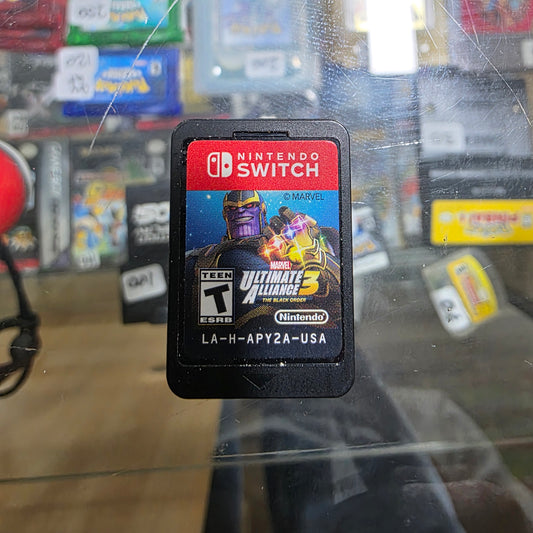 NINTENDO
SWITCH
© MARVEL
MARVEL
ULTIMATE
ALLIANCE 3
THE BLACK ORDER
TEEN
T
ESRB
Nintendo
LA-H-APY2A-USA